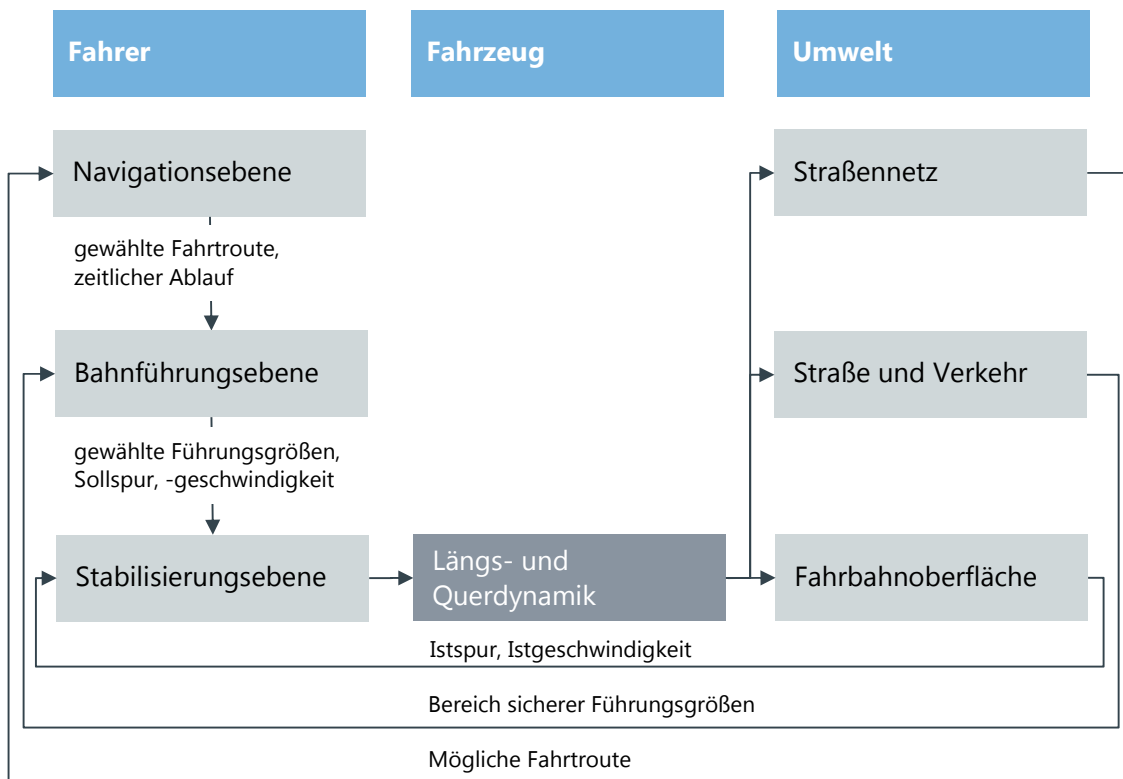 Fahrer
Fahrzeug
Umwelt
Navigationsebene
Straßennetz
gewählte Fahrtroute,
zeitlicher Ablauf
Bahnführungsebene
Straße und Verkehr
gewählte Führungsgrößen,
Sollspur, -geschwindigkeit
Stabilisierungsebene
Längs- und
Querdynamik
Fahrbahnoberfläche
Istspur, Istgeschwindigkeit
Bereich sicherer Führungsgrößen
Mögliche Fahrtroute